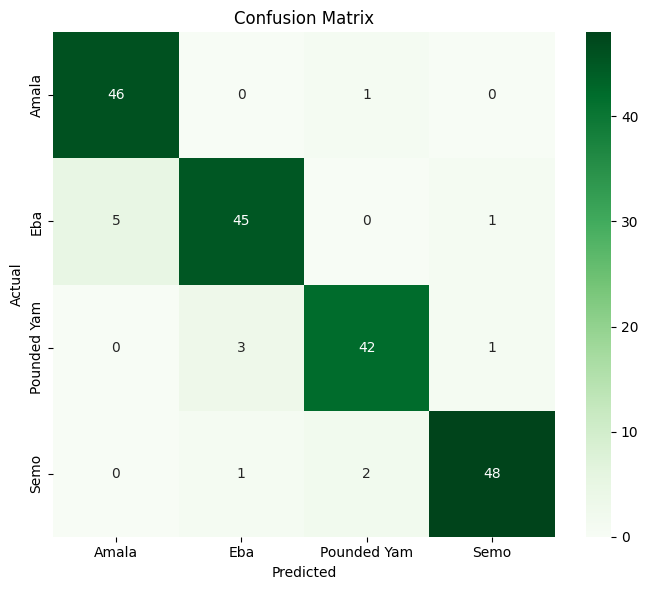 Confusion Matrix
Actual
Amala
46 0 1 0
Eba
5 45 0 1
Pounded Yam
0 3 42 1
Semo
0 1 2 48
Amala Eba Pounded Yam Semo
Predicted
40
30
20
10
0